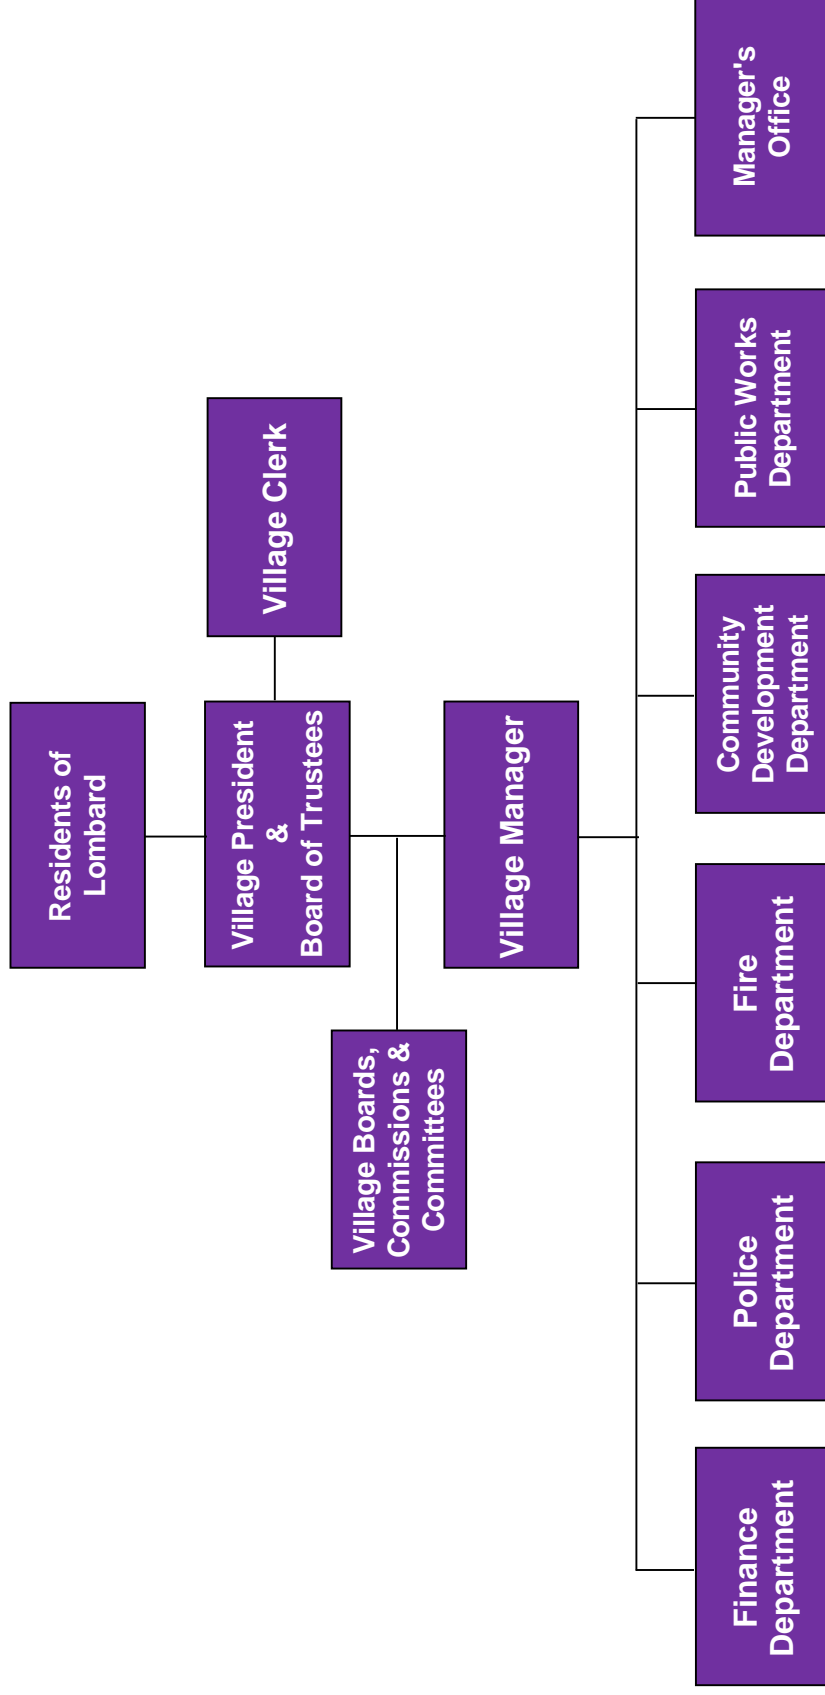 Residents of
Lombard
Village President
&
Board of Trustees
Village Clerk
Village Boards,
Commissions &
Committees
Village Manager
Finance
Department
Police
Department
Fire
Department
Community
Development
Department
Public Works
Department
Manager's
Office